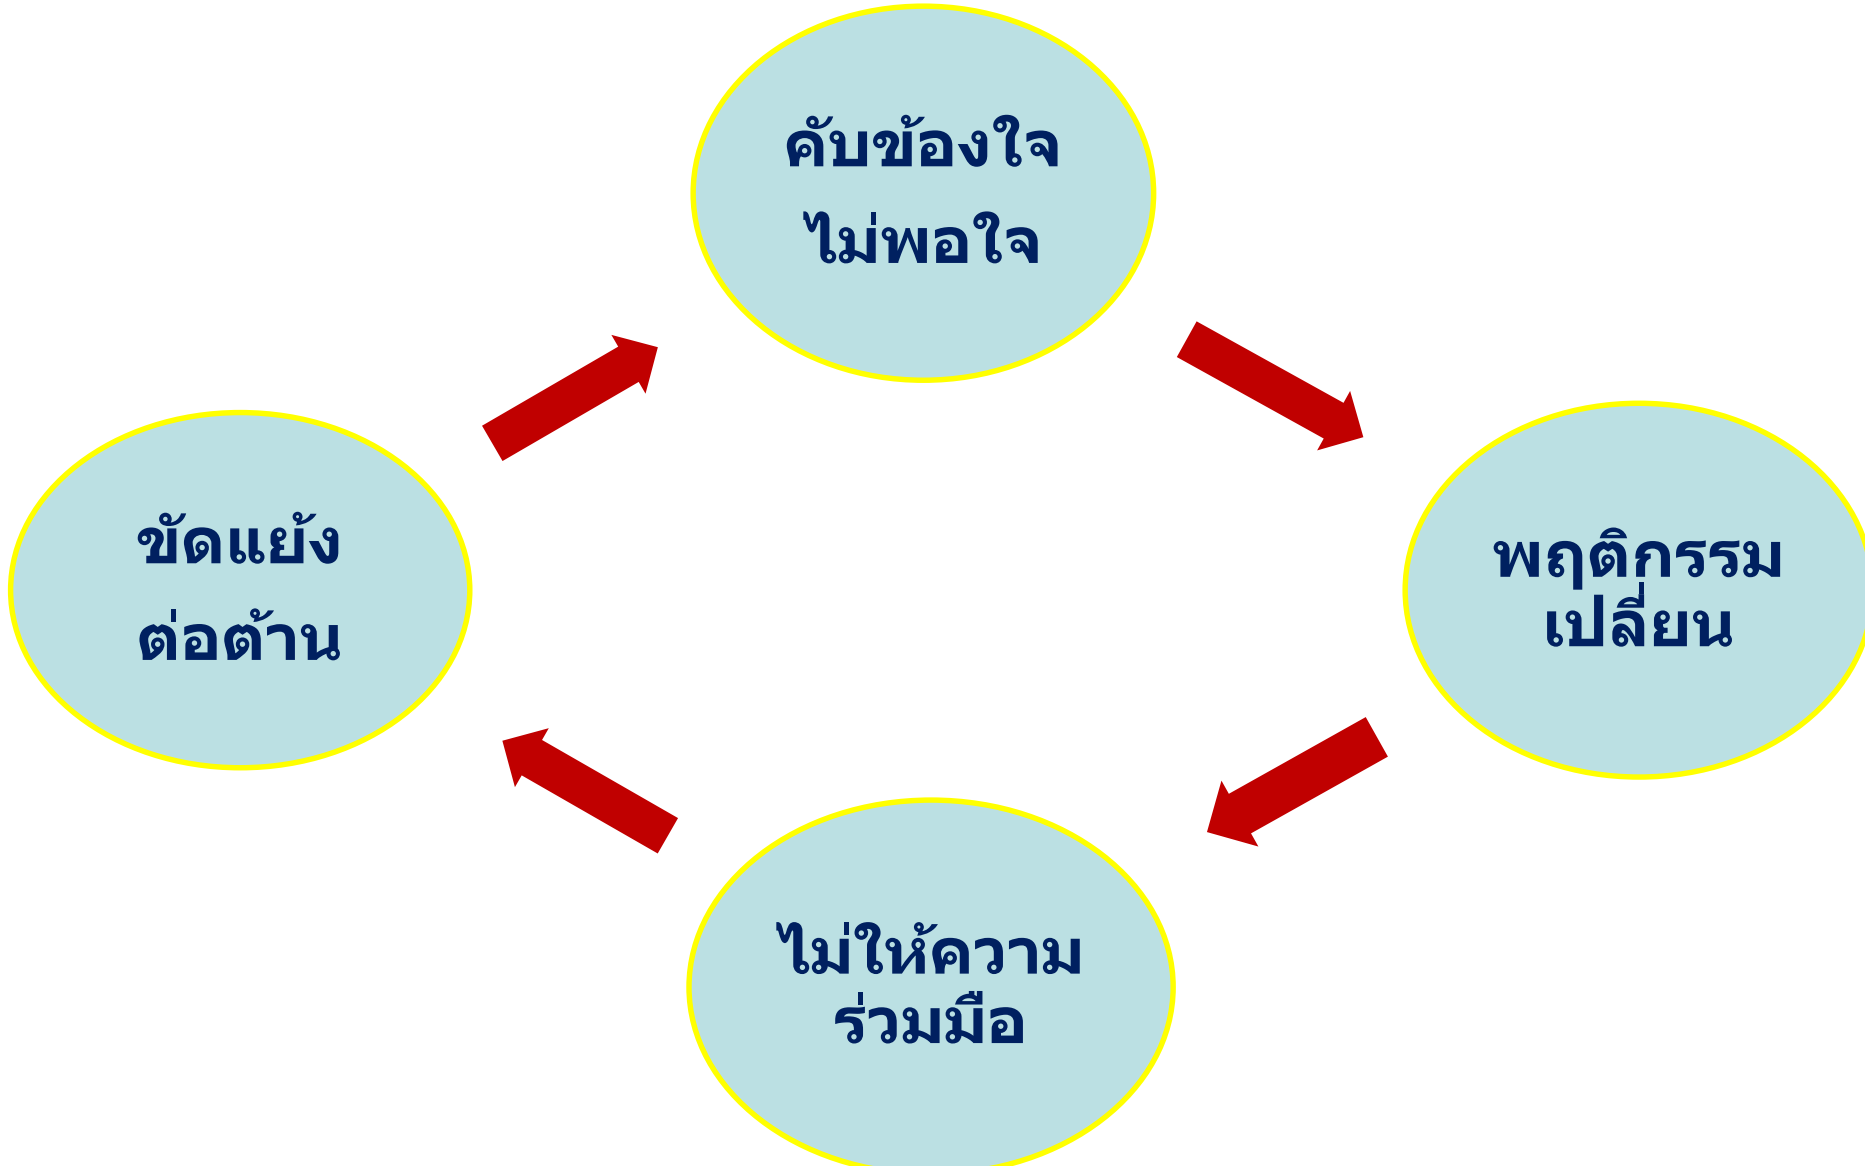 คับข้องใจ
ไม่พอใจ
พฤติกรรม
เปลี่ยน
ไม่ให้ความ
ร่วมมือ
ขัดแย้ง
ต่อต้าน